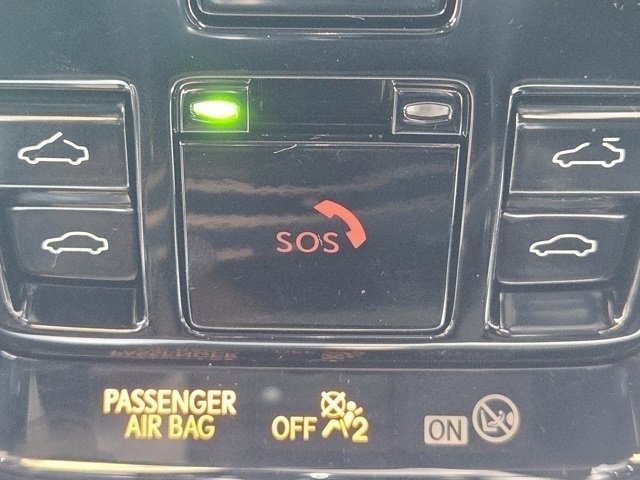 SOS
PASSENGER
AIR BAG
OFF 2
ON